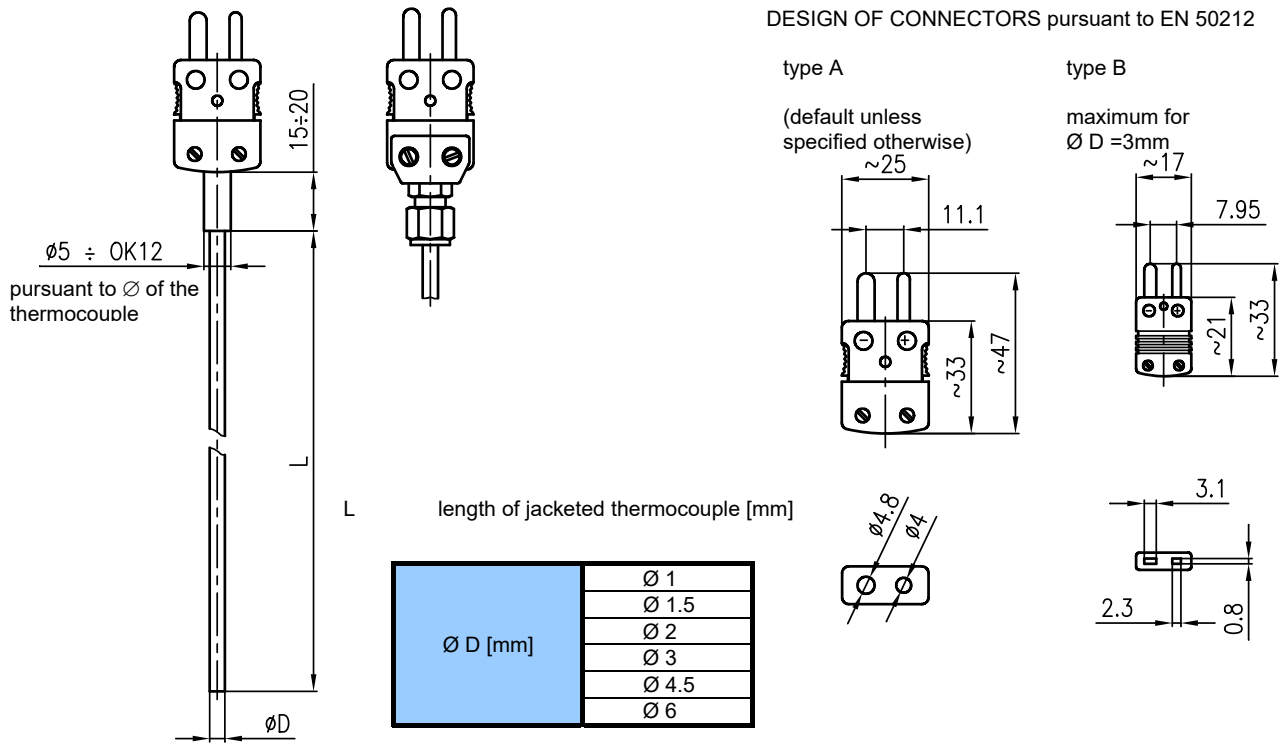 DESIGN OF CONNECTORS pursuant to EN 50212
type A
type B
(default unless
specified otherwise)
maximum for
Ø D =3mm
15÷20
~25
~17
11.1
7.95
ø5 ÷ OK12
pursuant to ∅ of the
thermocouple
− +
− +
~33
~47
~21
~33
L
L length of jacketed thermocouple [mm]
ø4.8
ø4
3.1
2.3
0.8
Ø D [mm]
Ø 1
Ø 1.5
Ø 2
Ø 3
Ø 4.5
Ø 6
øD